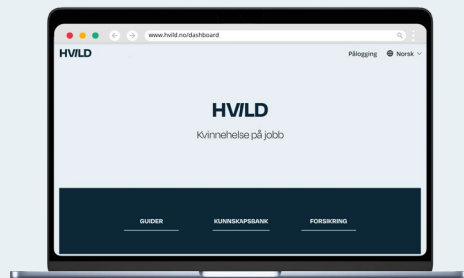 www.hvild.no/dashboard
HVILD
Pålogging Norsk
HVILD
Kvinnehelse på jobb
GUIDER KUNNSKAPSBANK FORSIKRING